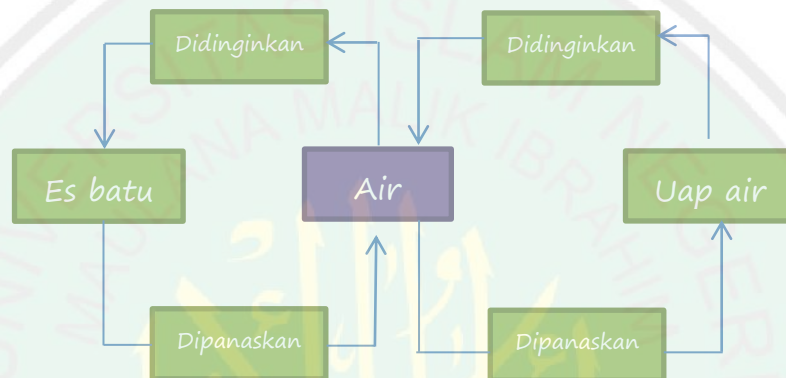 Didinginkan
Didinginkan
Es batu
Air
Uap air
Dipanaskan
Dipanaskan